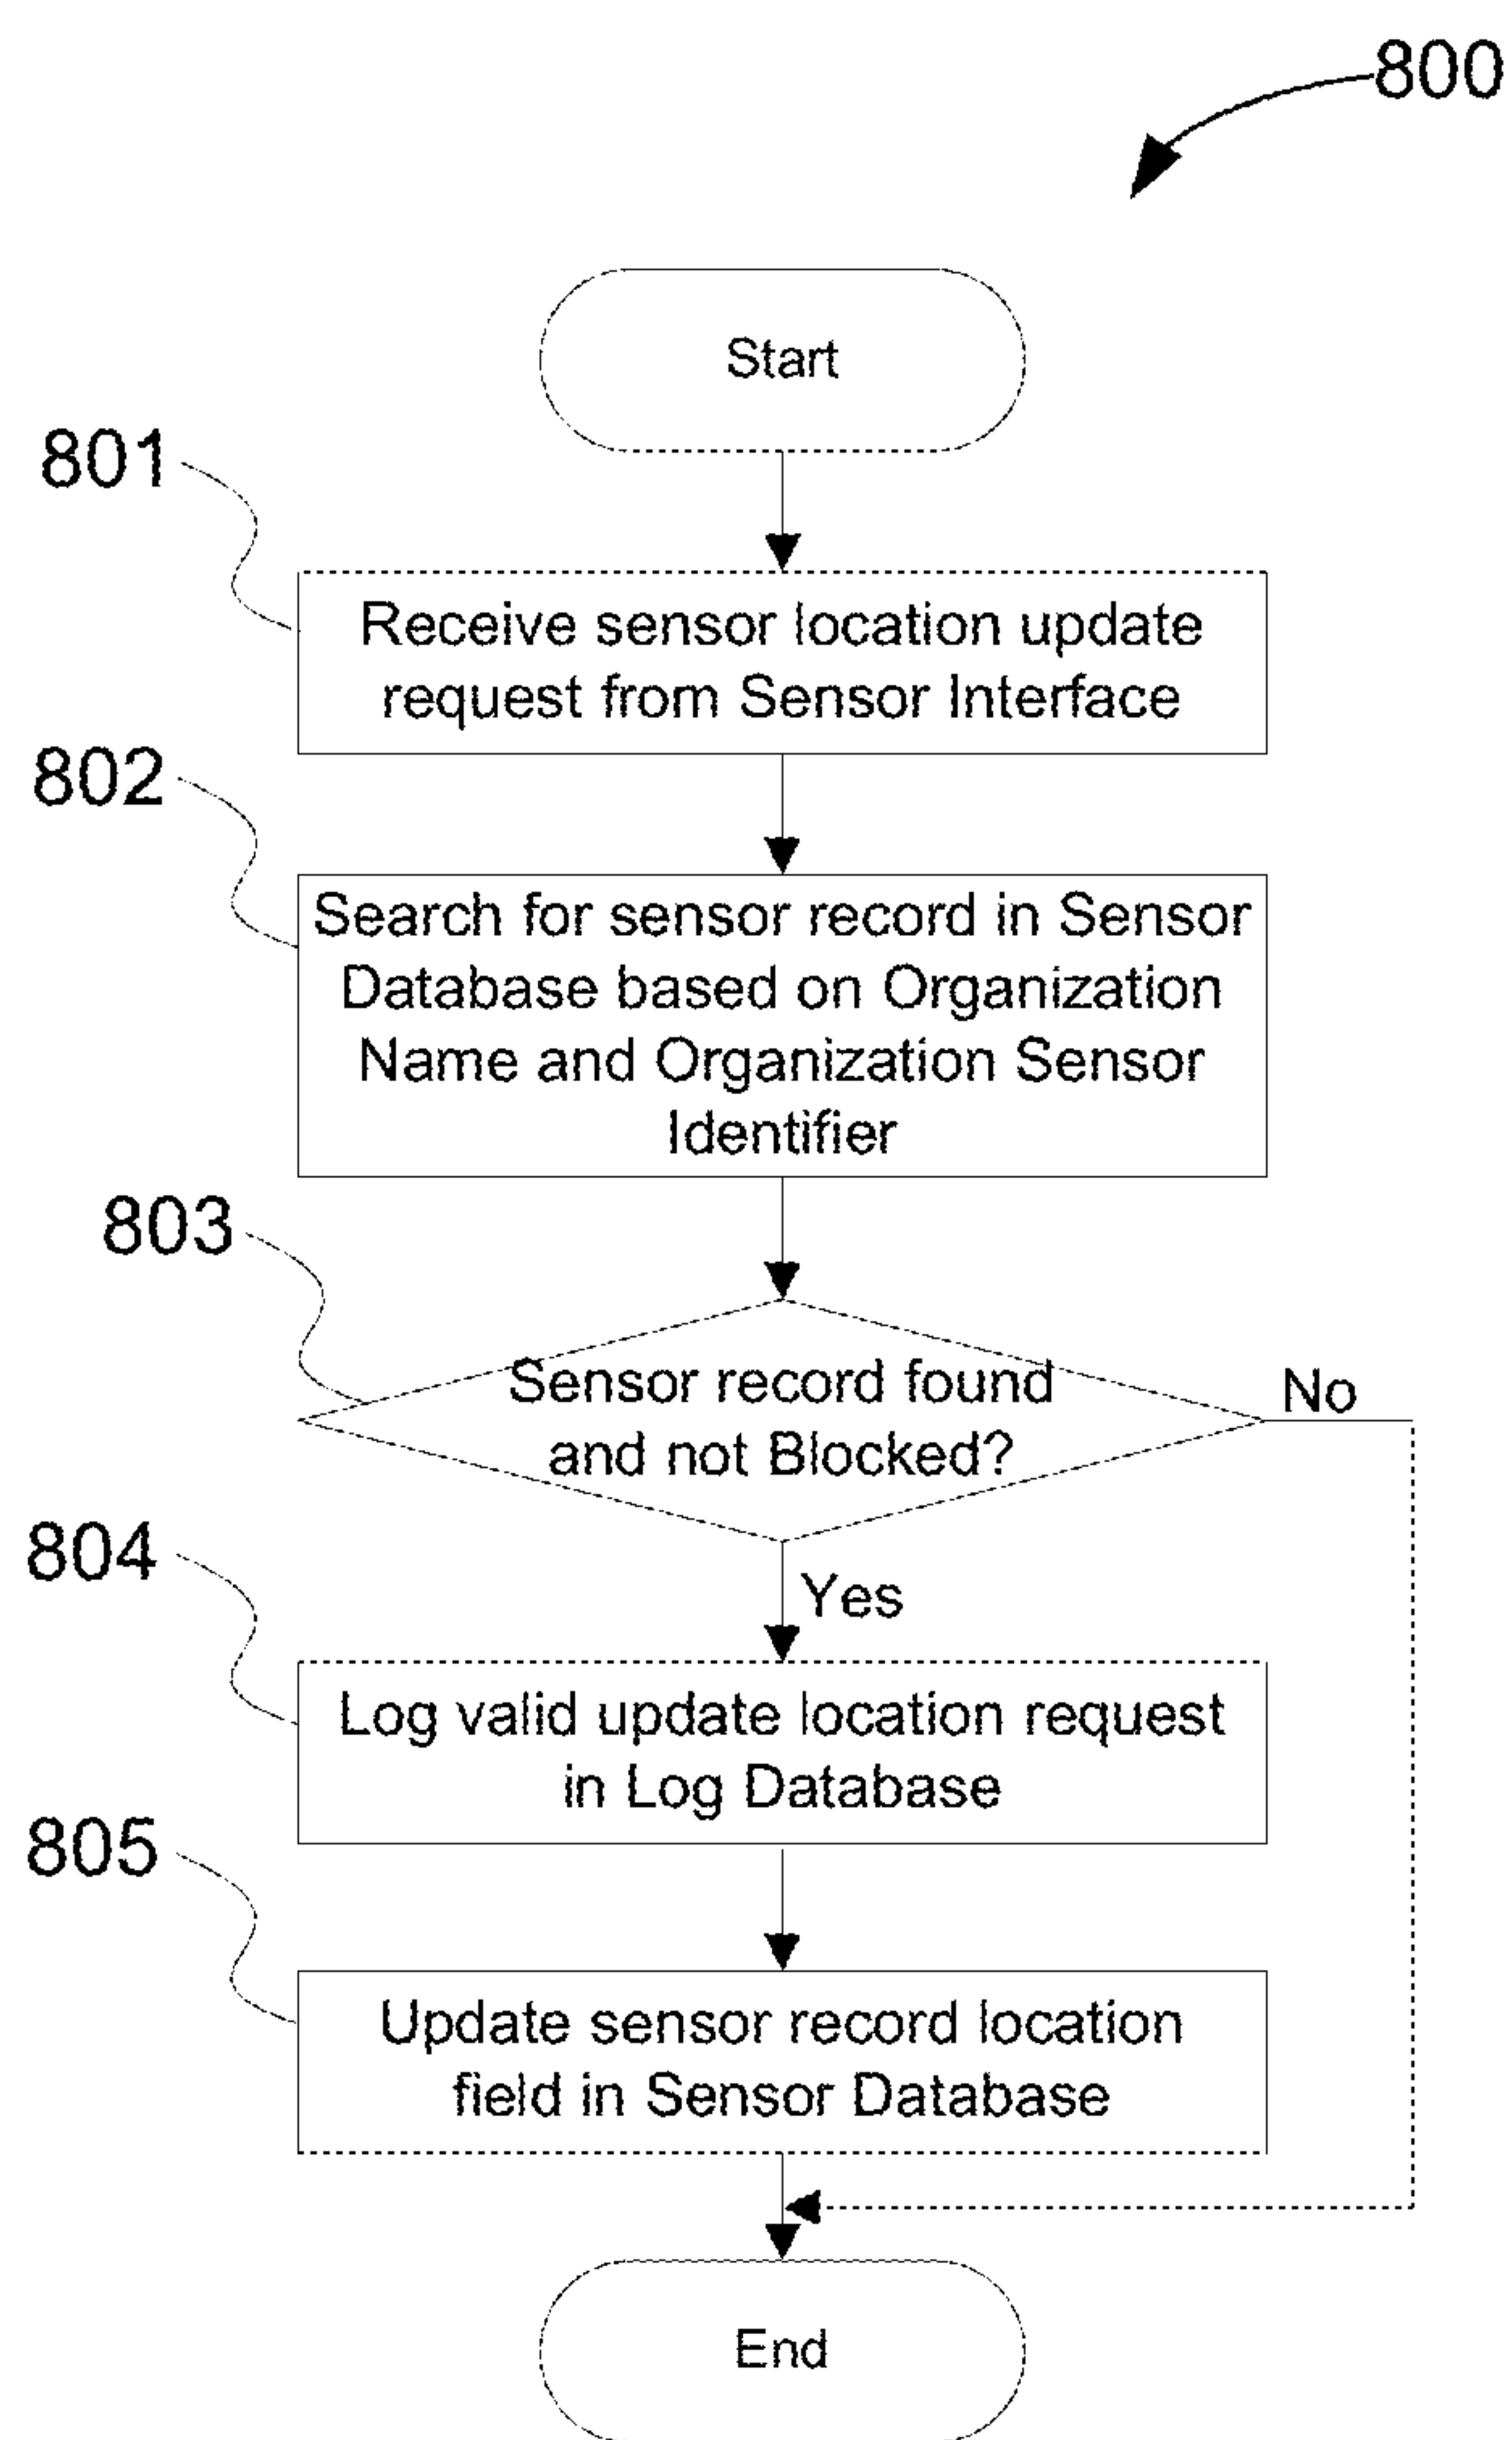 800
Start
801
Receive sensor location update
request from Sensor Interface
802
Search for sensor record in Sensor
Database based on Organization
Name and Organization Sensor
Identifier
803
Sensor record found
and not Blocked?
No
Yes
804
Log valid update location request
in Log Database
805
Update sensor record location
field in Sensor Database
End